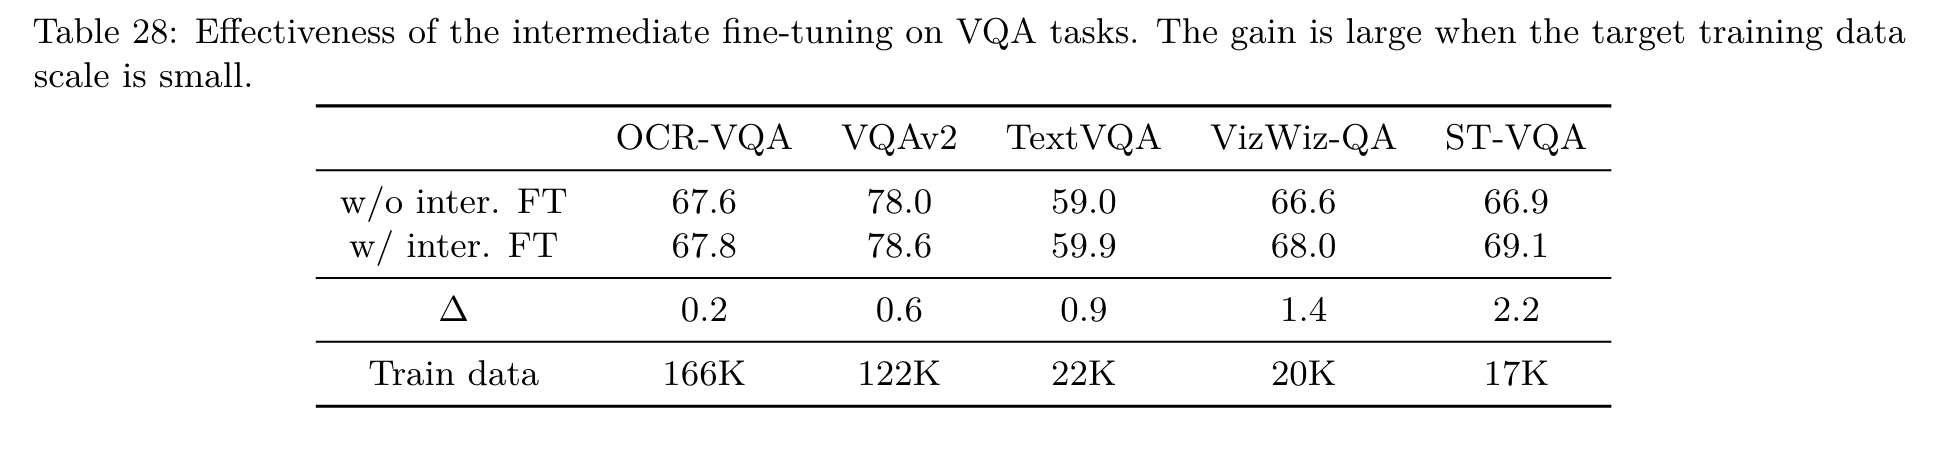 Table 28: Effectiveness of the intermediate fine-tuning on VQA tasks. The gain is large when the target training data
scale is small.
OCR-VQA VQAv2 TextVQA VizWiz-QA ST-VQA
w/o inter. FT 67.6 78.0 59.0 66.6 66.9
w/ inter. FT 67.8 78.6 59.9 68.0 69.1
Δ 0.2 0.6 0.9 1.4 2.2
Train data 166K 122K 22K 20K 17K